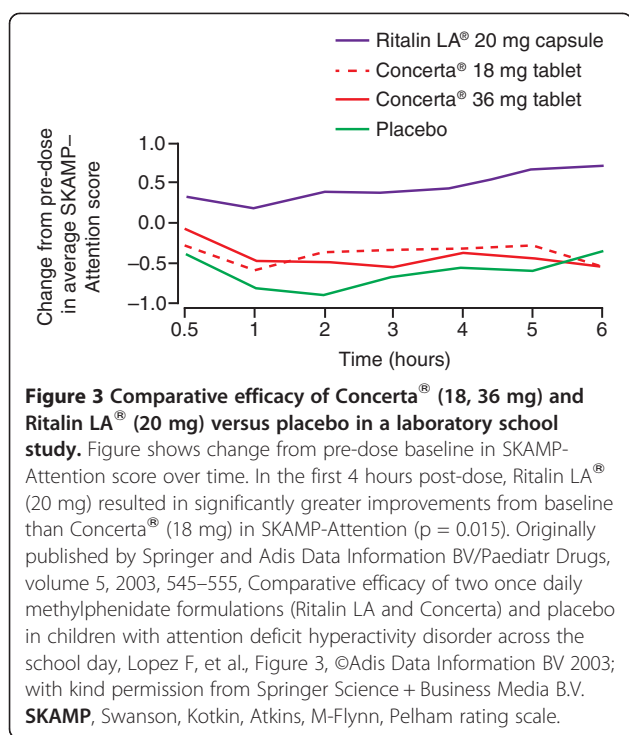 Ritalin LA® 20 mg capsule
Concerta® 18 mg tablet
Concerta® 36 mg tablet
Placebo
Change from pre-dose
in average SKAMP–
Attention score
1.0
0.5
0.0
−0.5
−1.0
0.5 1 2 3 4 5 6
Time (hours)
Figure 3 Comparative efficacy of Concerta® (18, 36 mg) and
Ritalin LA® (20 mg) versus placebo in a laboratory school
study. Figure shows change from pre-dose baseline in SKAMP-
Attention score over time. In the first 4 hours post-dose, Ritalin LA®
(20 mg) resulted in significantly greater improvements from baseline
than Concerta® (18 mg) in SKAMP-Attention (p = 0.015). Originally
published by Springer and Adis Data Information BV/Paediatr Drugs,
volume 5, 2003, 545–555, Comparative efficacy of two once daily
methylphenidate formulations (Ritalin LA and Concerta) and placebo
in children with attention deficit hyperactivity disorder across the
school day, Lopez F, et al., Figure 3, ©Adis Data Information BV 2003;
with kind permission from Springer Science + Business Media B.V.
SKAMP, Swanson, Kotkin, Atkins, M-Flynn, Pelham rating scale.